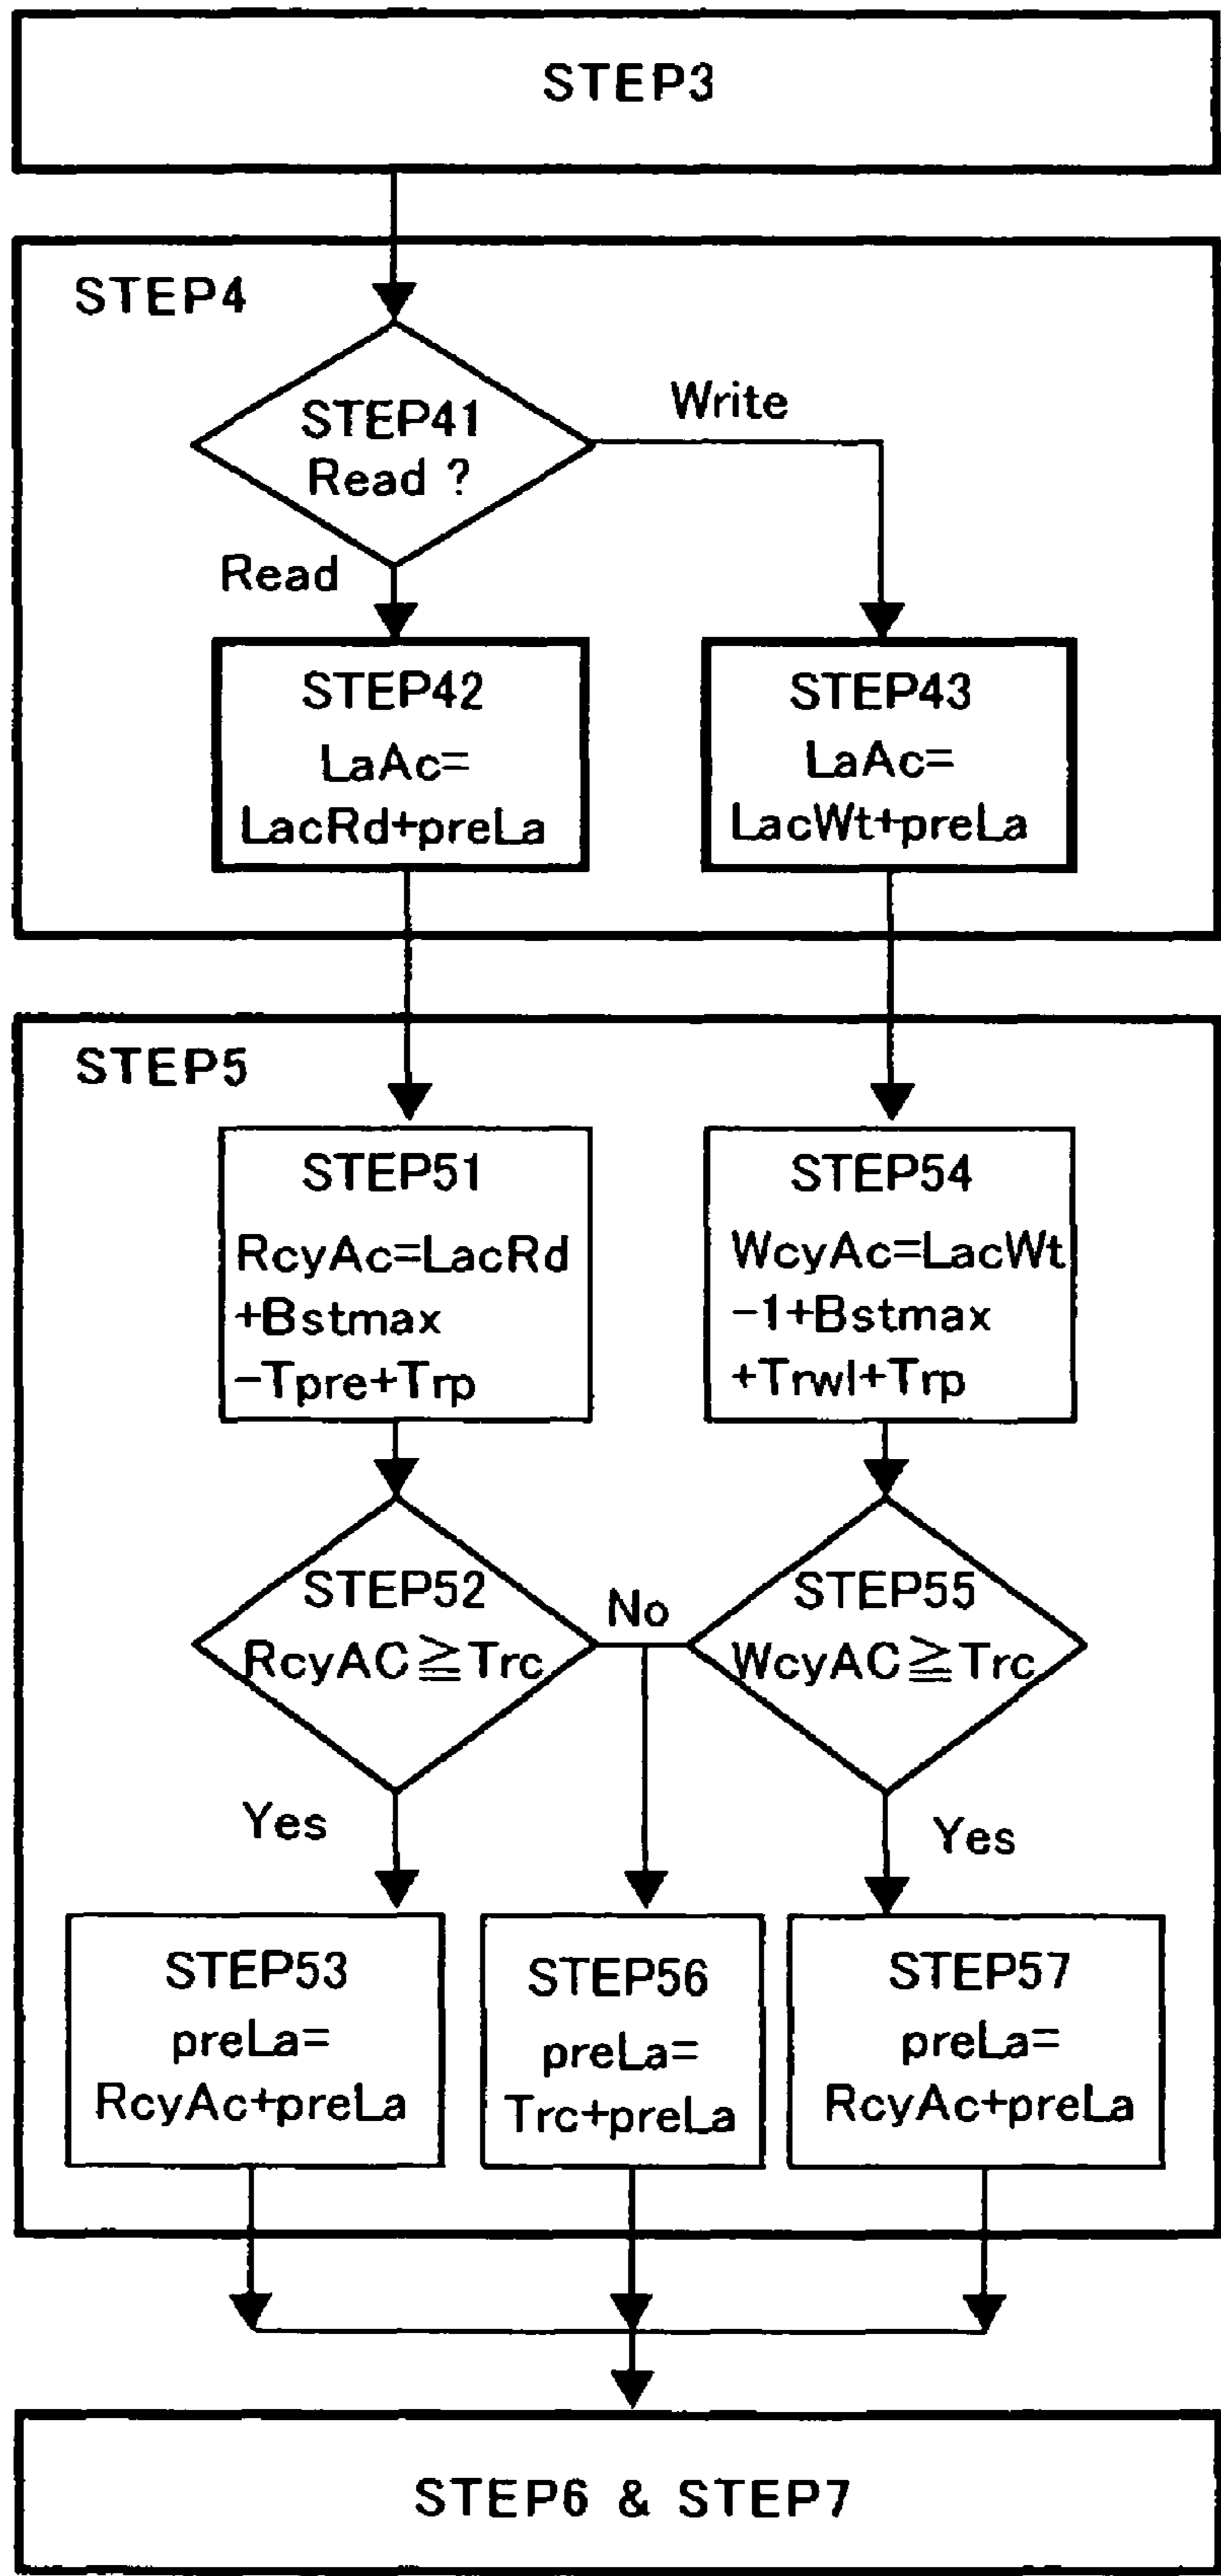 STEP3
STEP4
STEP41
Read ?
Write
Read
STEP42
LaAc=
LacRd+preLa
STEP43
LaAc=
LacWt+preLa
STEP5
STEP51
RcyAc=LacRd
+Bstmax
-Tpre+Trp
STEP54
WcyAc=LacWt
-1+Bstmax
+Trwl+Trp
STEP52
RcyAC≧Trc
No
STEP55
WcyAC≧Trc
Yes
Yes
STEP53
preLa=
RcyAc+preLa
STEP56
preLa=
Trc+preLa
STEP57
preLa=
RcyAc+preLa
STEP6 & STEP7